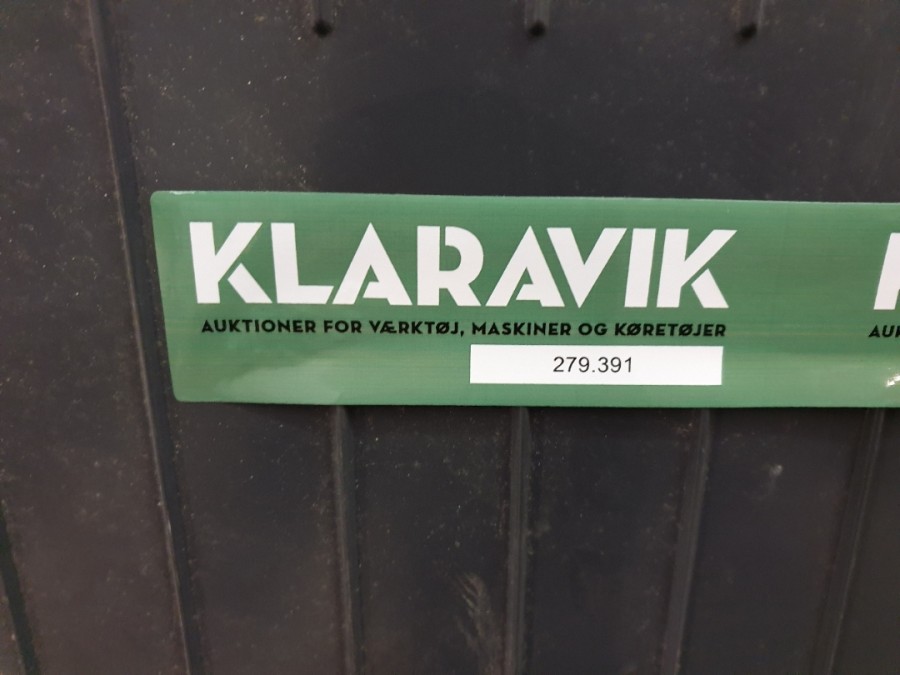 KLARAVIK
AUKTIONER FOR VÆRKTØJ, MASKINER OG KØRETØJER
279.391